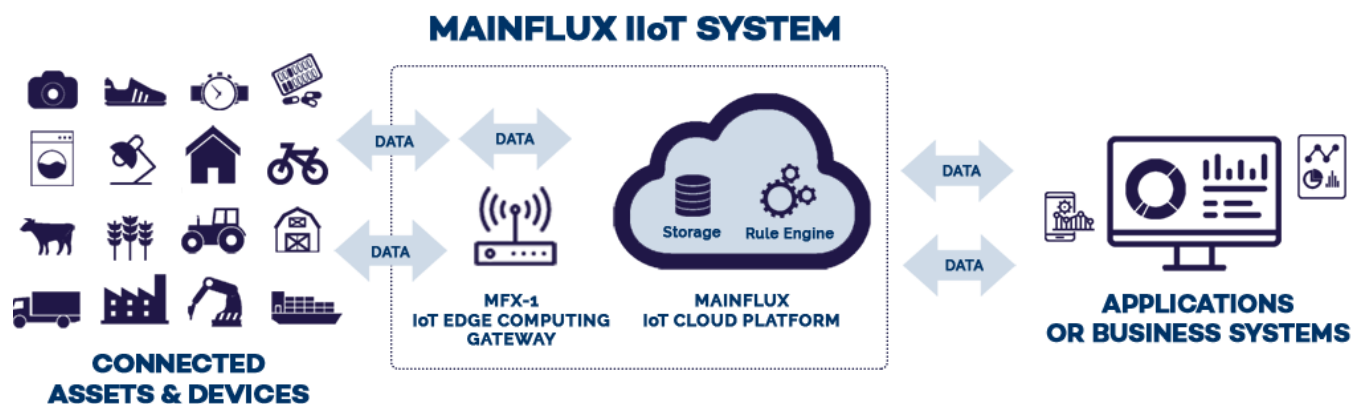 MAINFLUX IIoT SYSTEM
DATA
DATA
DATA
DATA
DATA
Storage
Rule Engine
MFX-1
IoT EDGE COMPUTING
GATEWAY
MAINFLUX
IoT CLOUD PLATFORM
CONNECTED
ASSETS & DEVICES
APPLICATIONS
OR BUSINESS SYSTEMS